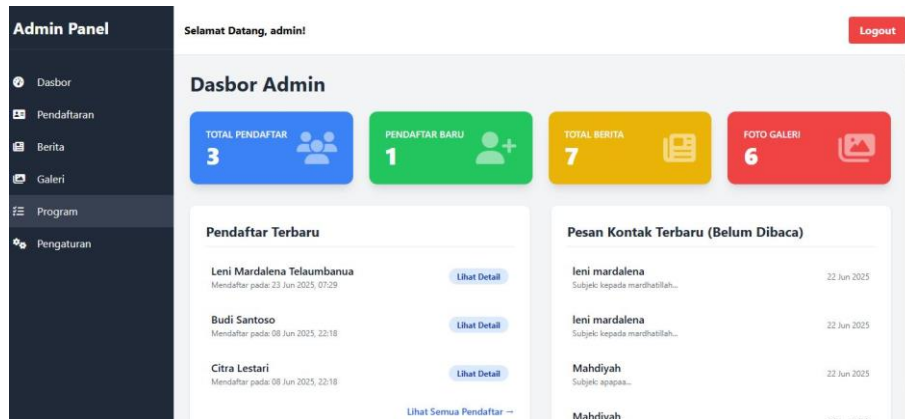 Admin Panel
Selamat Datang, admin!
Logout
Dasbor
Pendaftaran
Berita
Galeri
Program
Pengaturan
Dasbor Admin
TOTAL PENDAFTAR
3
PENDAFTAR BARU
1
TOTAL BERITA
7
FOTO GALERI
6
Pendaftar Terbaru
Leni Mardalena Telaumbanua
Mendaftar pada: 23 Jun 2025, 07:29
Lihat Detail
Budi Santoso
Mendaftar pada: 08 Jun 2025, 22:18
Lihat Detail
Citra Lestari
Mendaftar pada: 08 Jun 2025, 22:18
Lihat Detail
Lihat Semua Pendaftar →
Pesan Kontak Terbaru (Belum Dibaca)
leni mardalena
22 Jun 2025
Subjek: kepada mardhatillah...
leni mardalena
22 Jun 2025
Subjek: kepada mardhatillah...
Mahdiyah
22 Jun 2025
Subjek: apapaa...
Mahdiyah